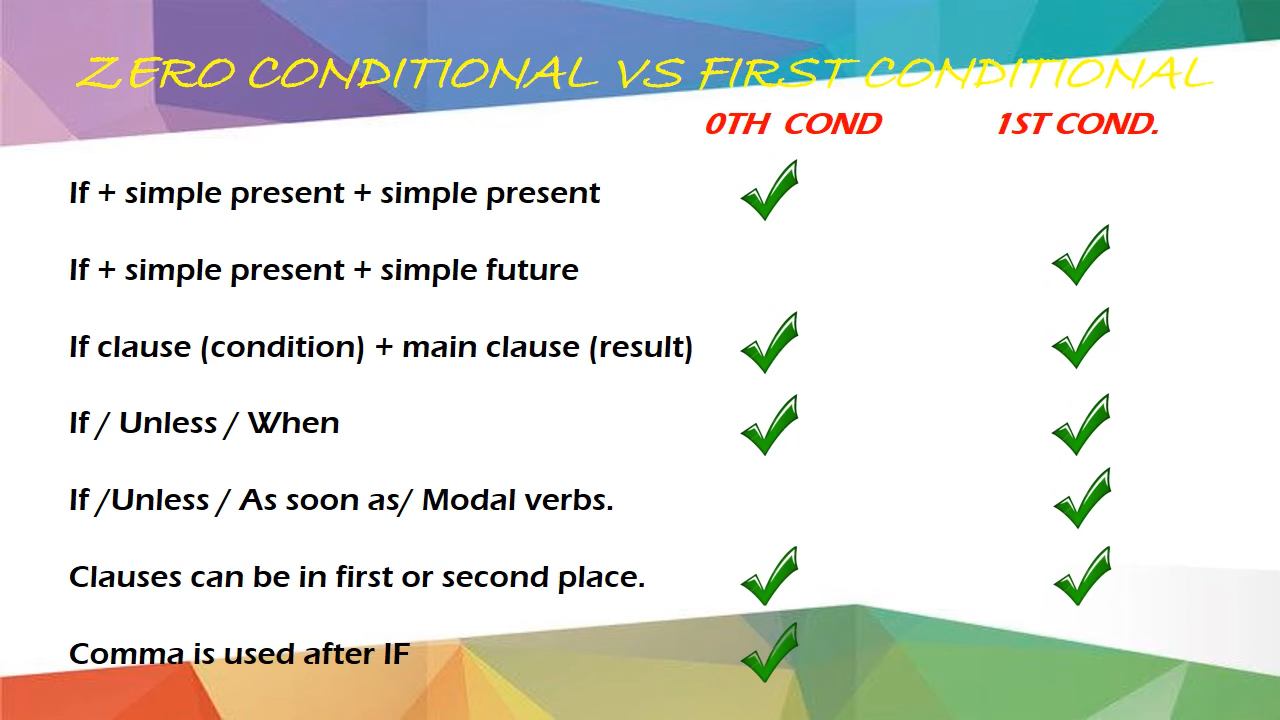 ZERO CONDITIONAL VS FIRST CONDITIONAL
0TH COND 1ST COND.
If + simple present + simple present
If + simple present + simple future
If clause (condition) + main clause (result)
If / Unless / When
If /Unless / As soon as/ Modal verbs.
Clauses can be in first or second place.
Comma is used after IF